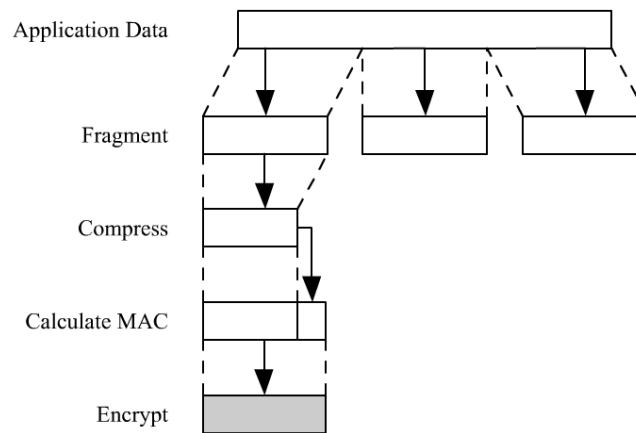 Application Data
Fragment
Compress
Calculate MAC
Encrypt